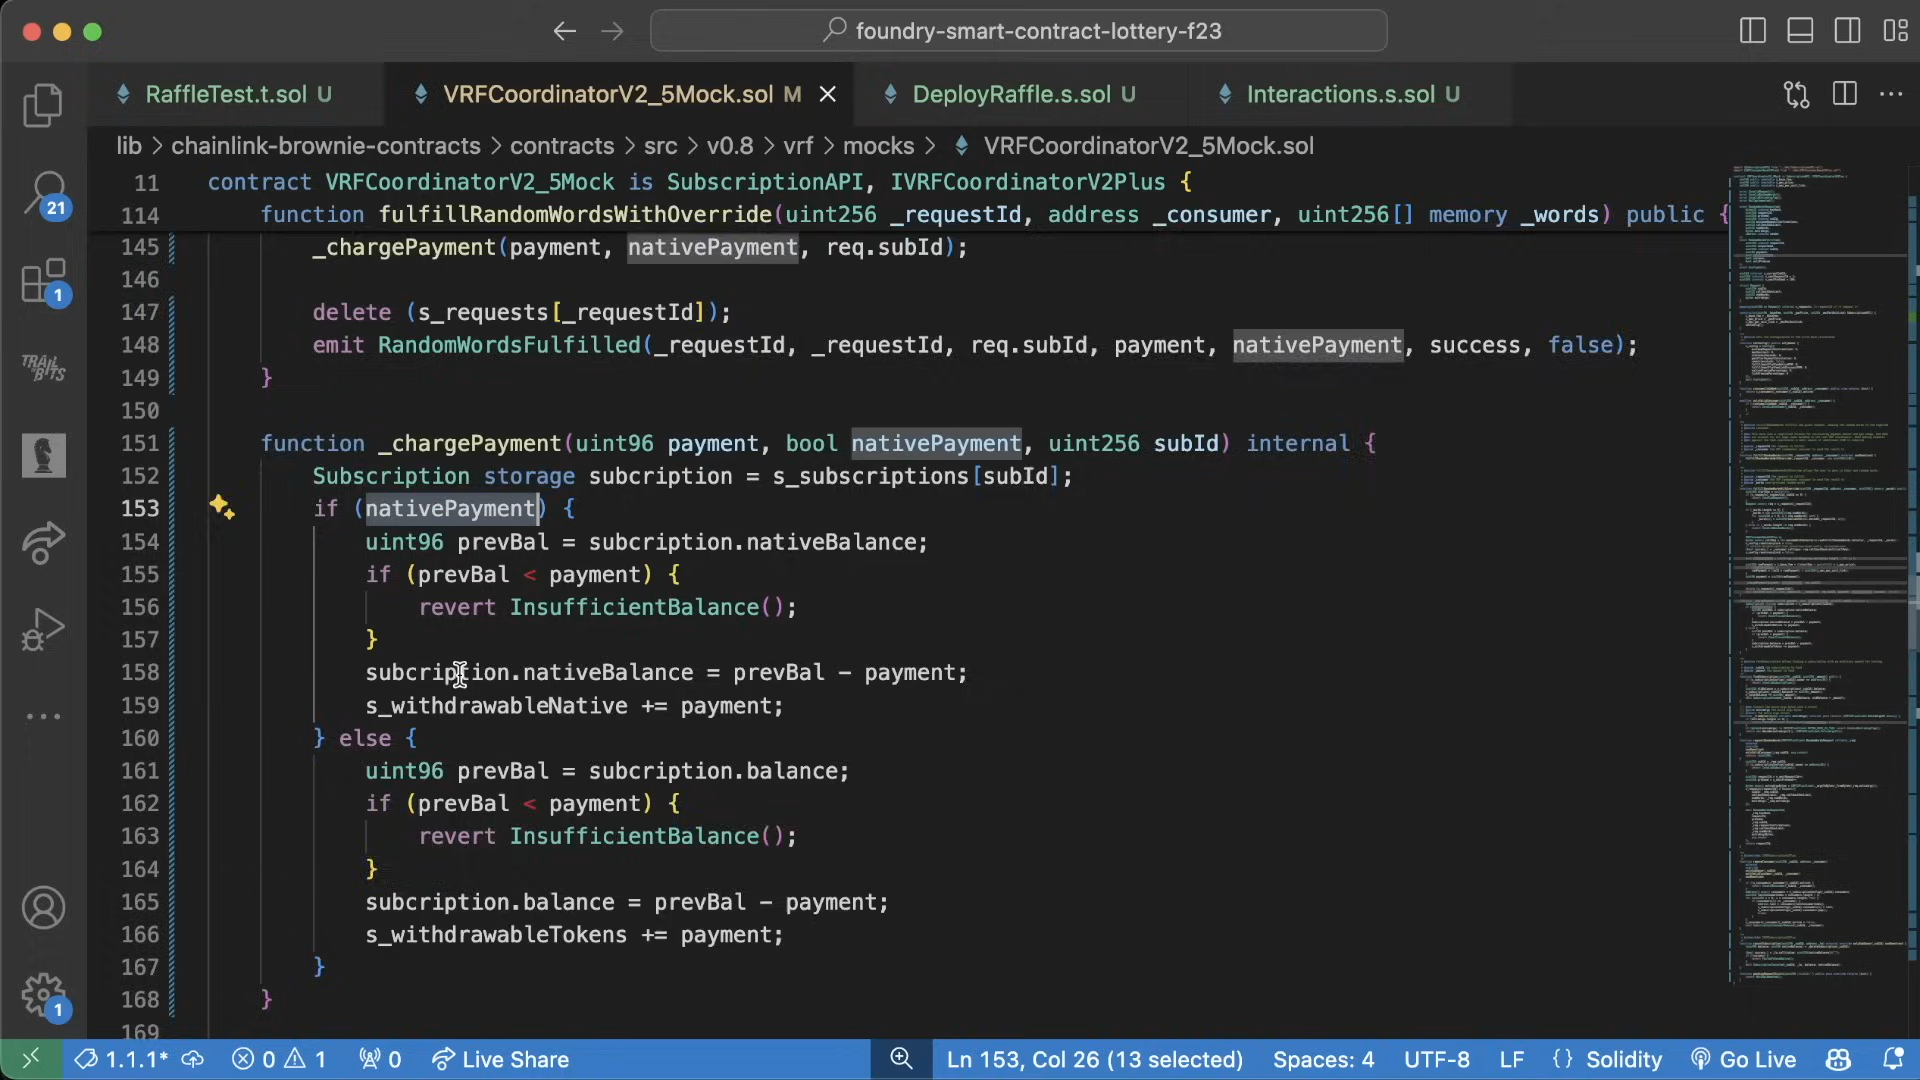 foundry-smart-contract-lottery-f23
RaffleTest.t.sol U
VRFCoordinatorV2_5Mock.sol M
DeployRaffle.s.sol U
Interactions.s.sol U
lib > chainlink-brownie-contracts > contracts > src > v0.8 > vrf > mocks > VRFCoordinatorV2_5Mock.sol
11 contract VRFCoordinatorV2_5Mock is SubscriptionAPI, IVRFCoordinatorV2Plus {
114 function fulfillRandomWordsWithOverride(uint256 _requestId, address _consumer, uint256[] memory _words) public {
145 _chargePayment(payment, nativePayment, req.subId);
146
147 delete (s_requests[_requestId]);
148 emit RandomWordsFulfilled(_requestId, _requestId, req.subId, payment, nativePayment, success, false);
149 }
150
151 function _chargePayment(uint96 payment, bool nativePayment, uint256 subId) internal {
152 Subscription storage subcription = s_subscriptions[subId];
153 if (nativePayment) {
154 uint96 prevBal = subcription.nativeBalance;
155 if (prevBal < payment) {
156 revert InsufficientBalance();
157 }
158 subcription.nativeBalance = prevBal - payment;
159 s_withdrawableNative += payment;
160 } else {
161 uint96 prevBal = subcription.balance;
162 if (prevBal < payment) {
163 revert InsufficientBalance();
164 }
165 subcription.balance = prevBal - payment;
166 s_withdrawableTokens += payment;
167 }
168 }
169
21
1
TRAIL OF BITS
1
1.1.1* 0 1 0 Live Share Ln 153, Col 26 (13 selected) Spaces: 4 UTF-8 LF {} Solidity Go Live